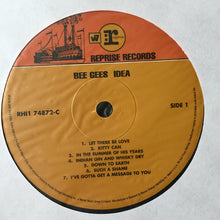 W7
r
REPRISE RECORDS
BEE GEES IDEA
RHI1 74872-C
SIDE 1
1. LET THERE BE LOVE
2. KITTY CAN
3. IN THE SUMMER OF HIS YEARS
4. INDIAN GIN AND WHISKY DRY
5. DOWN TO EARTH
6. SUCH A SHAME
7. I'VE GOTTA GET A MESSAGE TO YOU